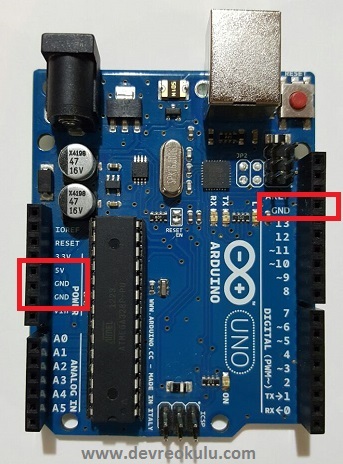 RESET
X4198
47
16V
X4198
47
16V
JP2
RX
TX
RESET
EN
IOREF
RESET
3.3V
5V
GND
GND
Vin
POWER
A0
A1
A2
A3
A4
A5
ANALOG IN
AREF
GND
13
12
~11
~10
~9
8
7
~6
~5
4
~3
2
TX→1
RX←0
DIGITAL (PWM~)
ARDUINO
UNO
ON
ICSP
WWW.ARDUINO.CC - MADE IN ITALY
www.devreokulu.com